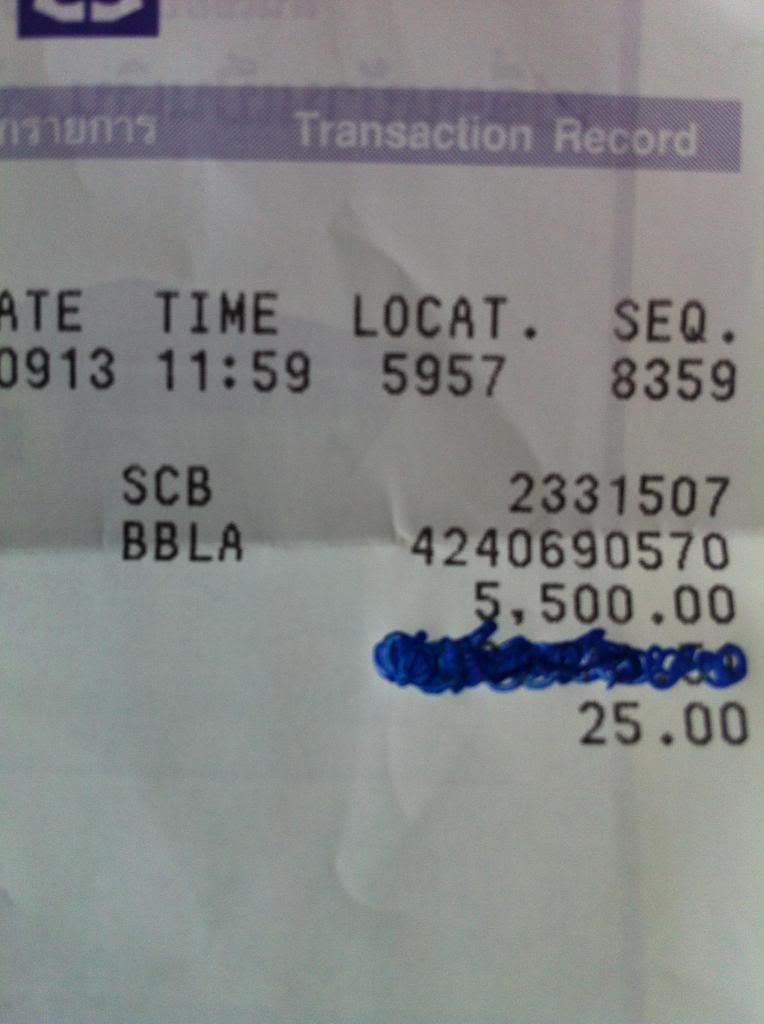 กรายการ Transaction Record
ATE TIME LOCAT. SEQ.
0913 11:59 5957 8359
SCB 2331507
BBLA 4240690570
5,500.00
25.00